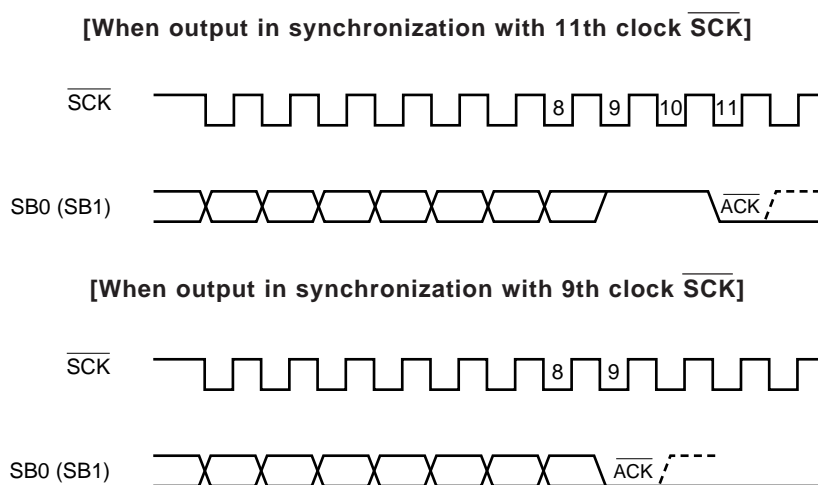 [When output in synchronization with 11th clock SCK]
SCK
8 9 10 11
SB0 (SB1)
ACK
[When output in synchronization with 9th clock SCK]
SCK
8 9
SB0 (SB1)
ACK